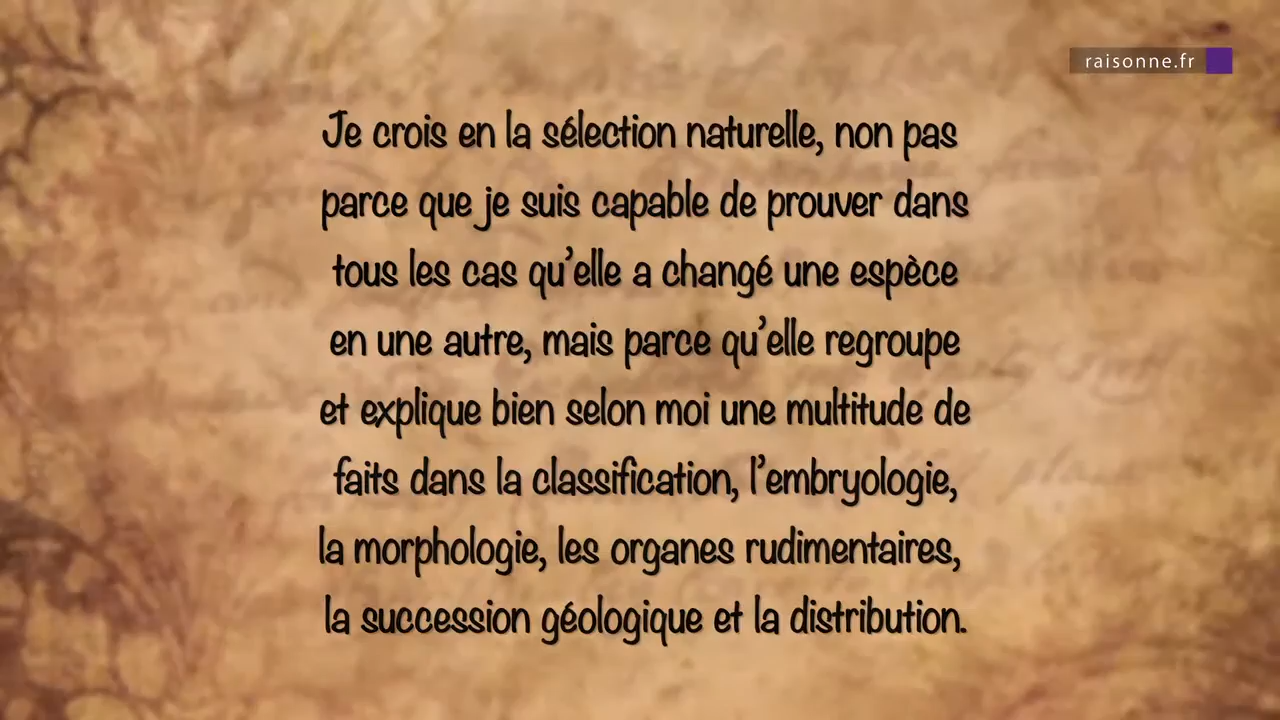 raisonne.fr
Je crois en la sélection naturelle, non pas
parce que je suis capable de prouver dans
tous les cas qu’elle a changé une espèce
en une autre, mais parce qu’elle regroupe
et explique bien selon moi une multitude de
faits dans la classification, l’embryologie,
la morphologie, les organes rudimentaires,
la succession géologique et la distribution.